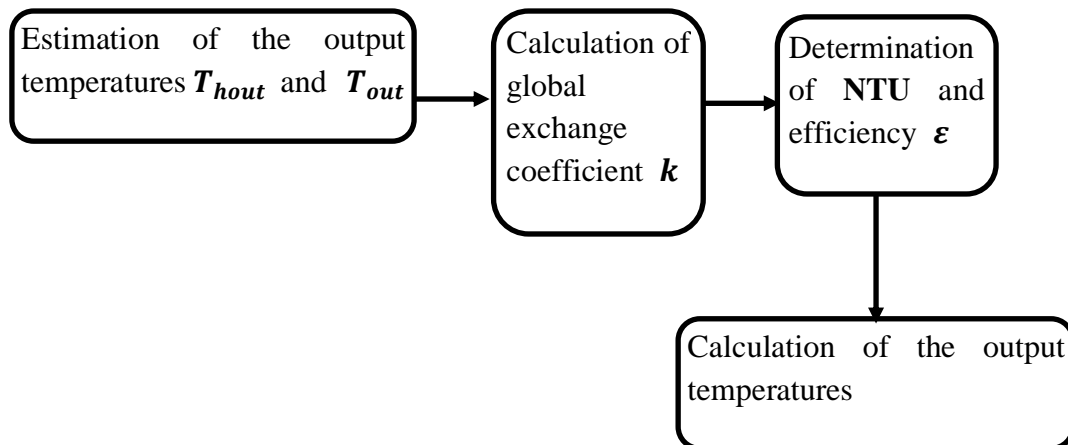 Estimation of the output
temperatures T_hout and T_out
Calculation of
global
exchange
coefficient k
Determination
of NTU and
efficiency ε
Calculation of the output
temperatures